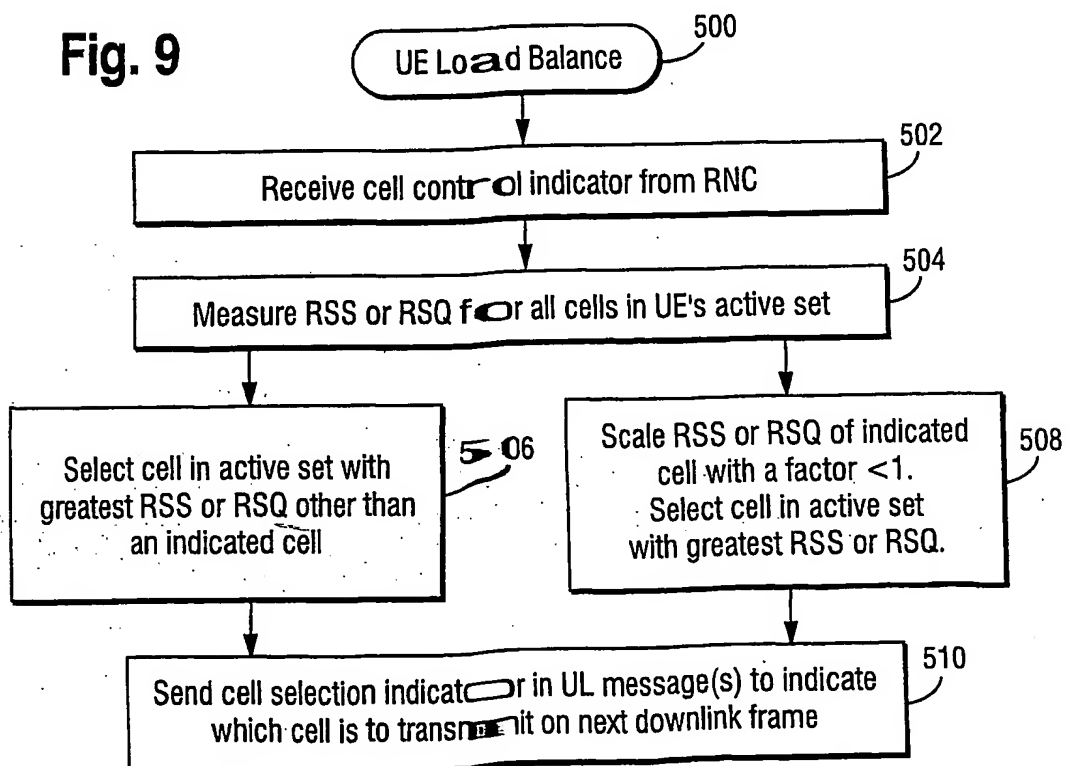 Fig. 9
500
UE Load Balance
502
Receive cell control indicator from RNC
504
Measure RSS or RSQ for all cells in UE's active set
Select cell in active set with
greatest RSS or RSQ other than
an indicated cell
506
Scale RSS or RSQ of indicated
cell with a factor <1.
Select cell in active set
with greatest RSS or RSQ.
508
510
Send cell selection indicator in UL message(s) to indicate
which cell is to transmit on next downlink frame